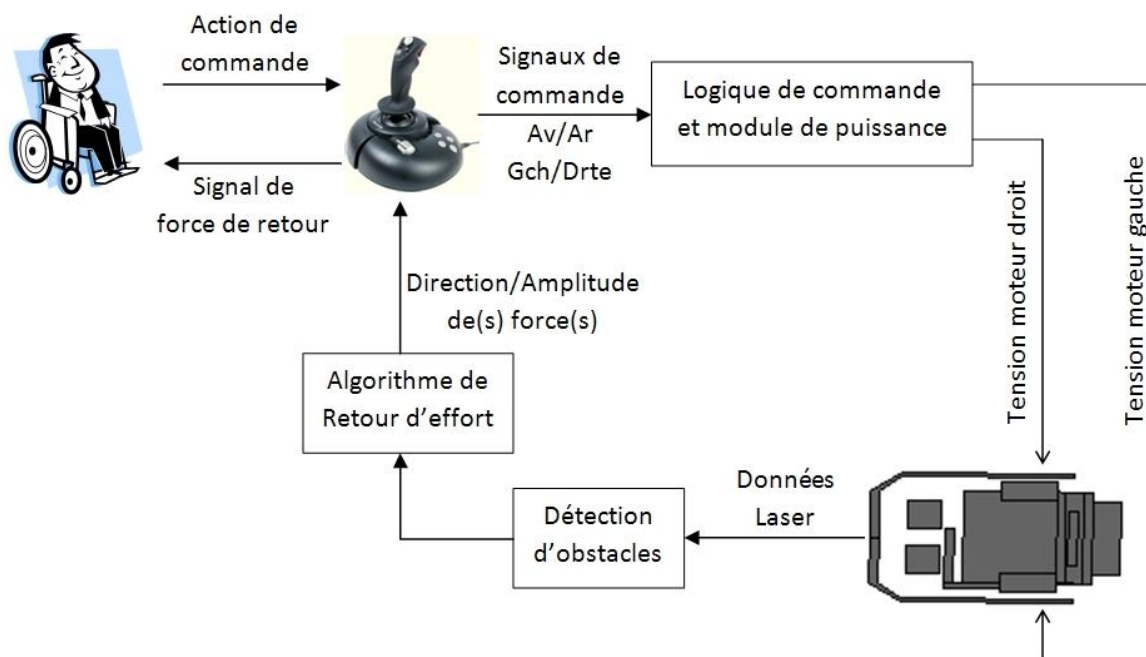 Action de
commande
Signal de
force de retour
Signaux de
commande
Av/Ar
Gch/Drte
Logique de commande
et module de puissance
Tension moteur droit
Tension moteur gauche
Direction/Amplitude
de(s) force(s)
Algorithme de
Retour d’effort
Détection
d’obstacles
Données
Laser